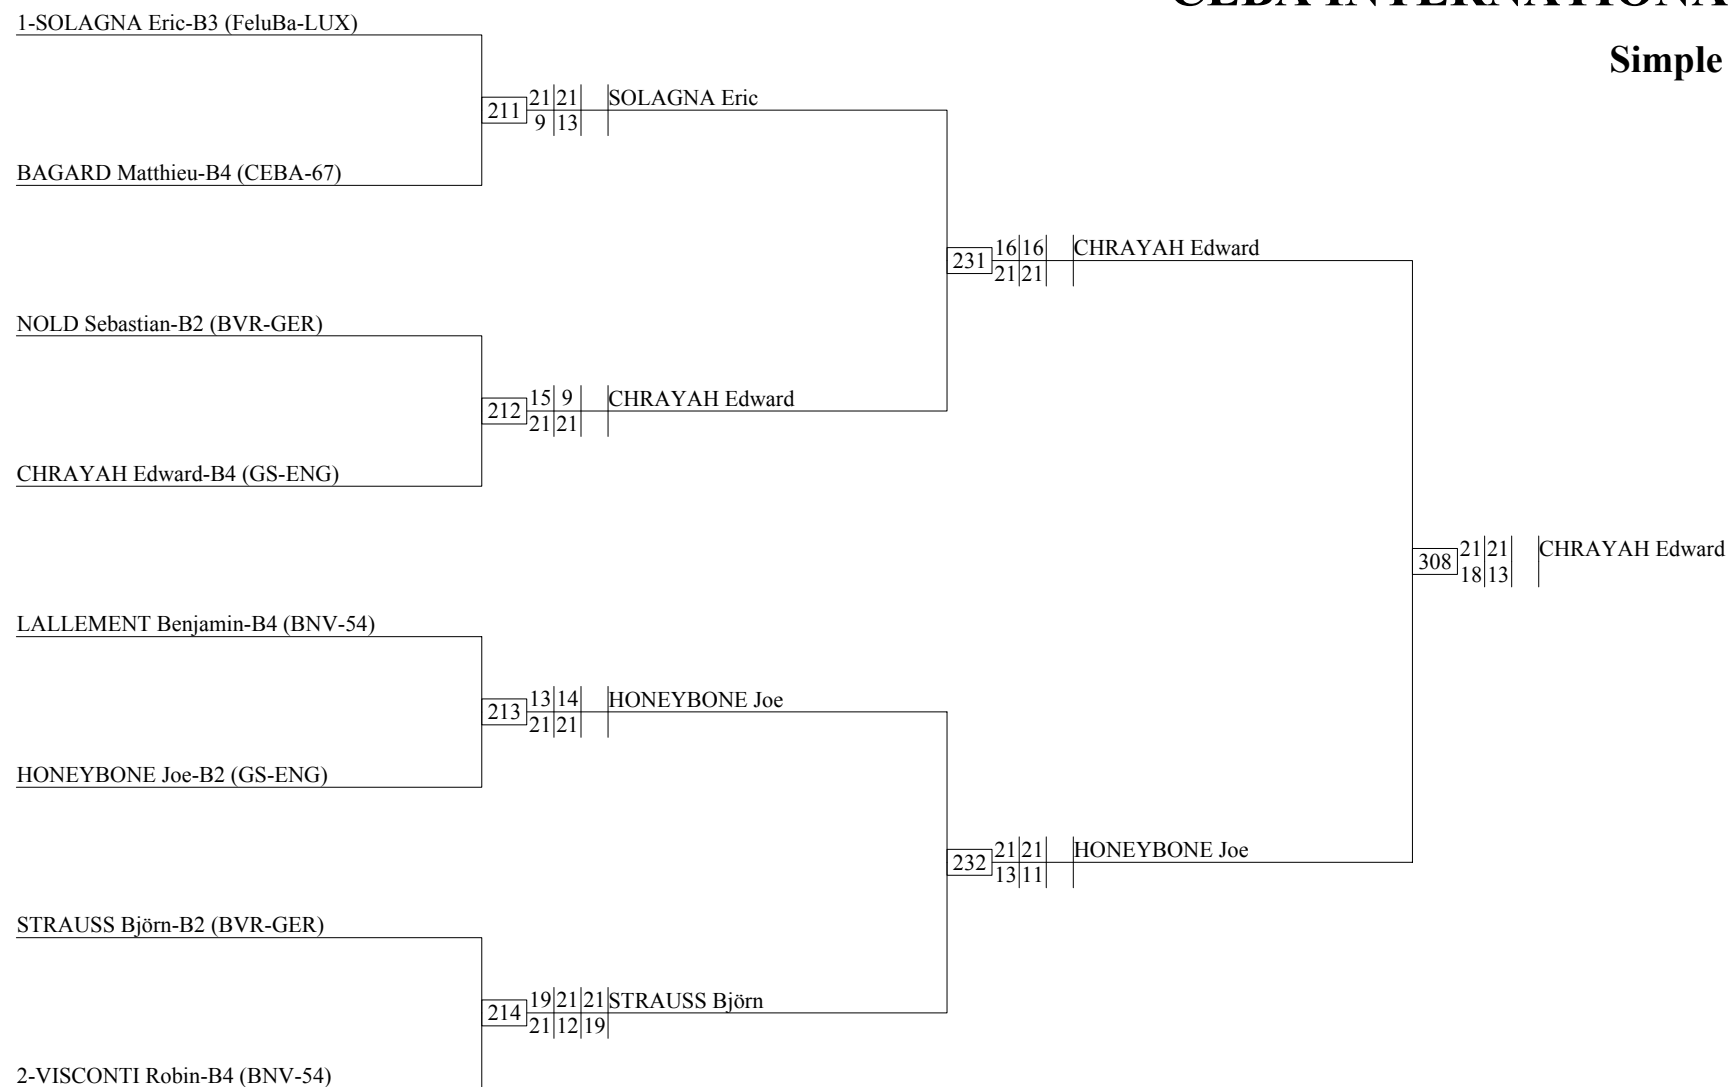 CEBA INTERNATIONA
Simple
1-SOLAGNA Eric-B3 (FeluBa-LUX)
211 21 21 SOLAGNA Eric
9 13
BAGARD Matthieu-B4 (CEBA-67)
231 16 16 CHRAYAH Edward
21 21
NOLD Sebastian-B2 (BVR-GER)
212 15 9 CHRAYAH Edward
21 21
CHRAYAH Edward-B4 (GS-ENG)
308 21 21 CHRAYAH Edward
18 13
LALLEMENT Benjamin-B4 (BNV-54)
213 13 14 HONEYBONE Joe
21 21
HONEYBONE Joe-B2 (GS-ENG)
232 21 21 HONEYBONE Joe
13 11
STRAUSS Björn-B2 (BVR-GER)
214 19 21 21 STRAUSS Björn
21 12 19
2-VISCONTI Robin-B4 (BNV-54)